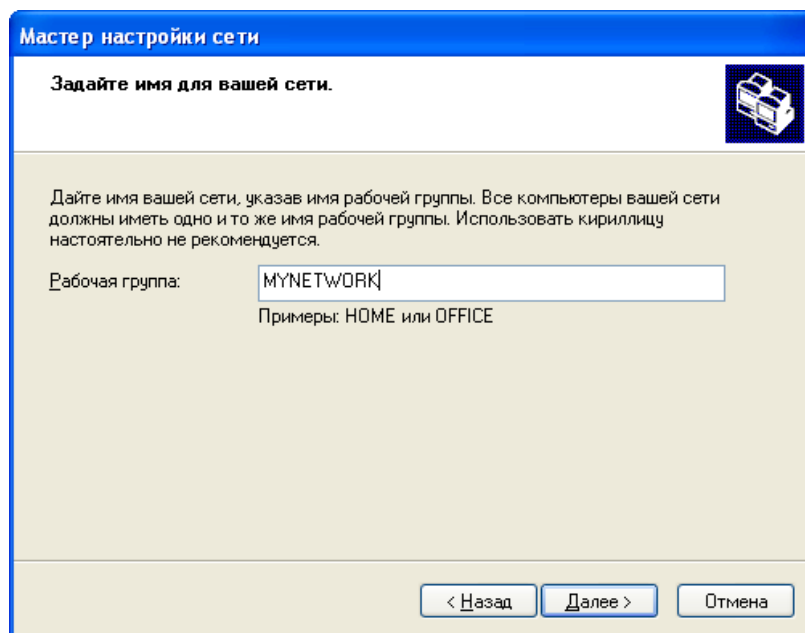 Мастер настройки сети
Задайте имя для вашей сети.
Дайте имя вашей сети, указав имя рабочей группы. Все компьютеры вашей сети
должны иметь одно и то же имя рабочей группы. Использовать кириллицу
настоятельно не рекомендуется.
Рабочая группа: MYNETWORK
Примеры: HOME или OFFICE
< Назад Далее > Отмена